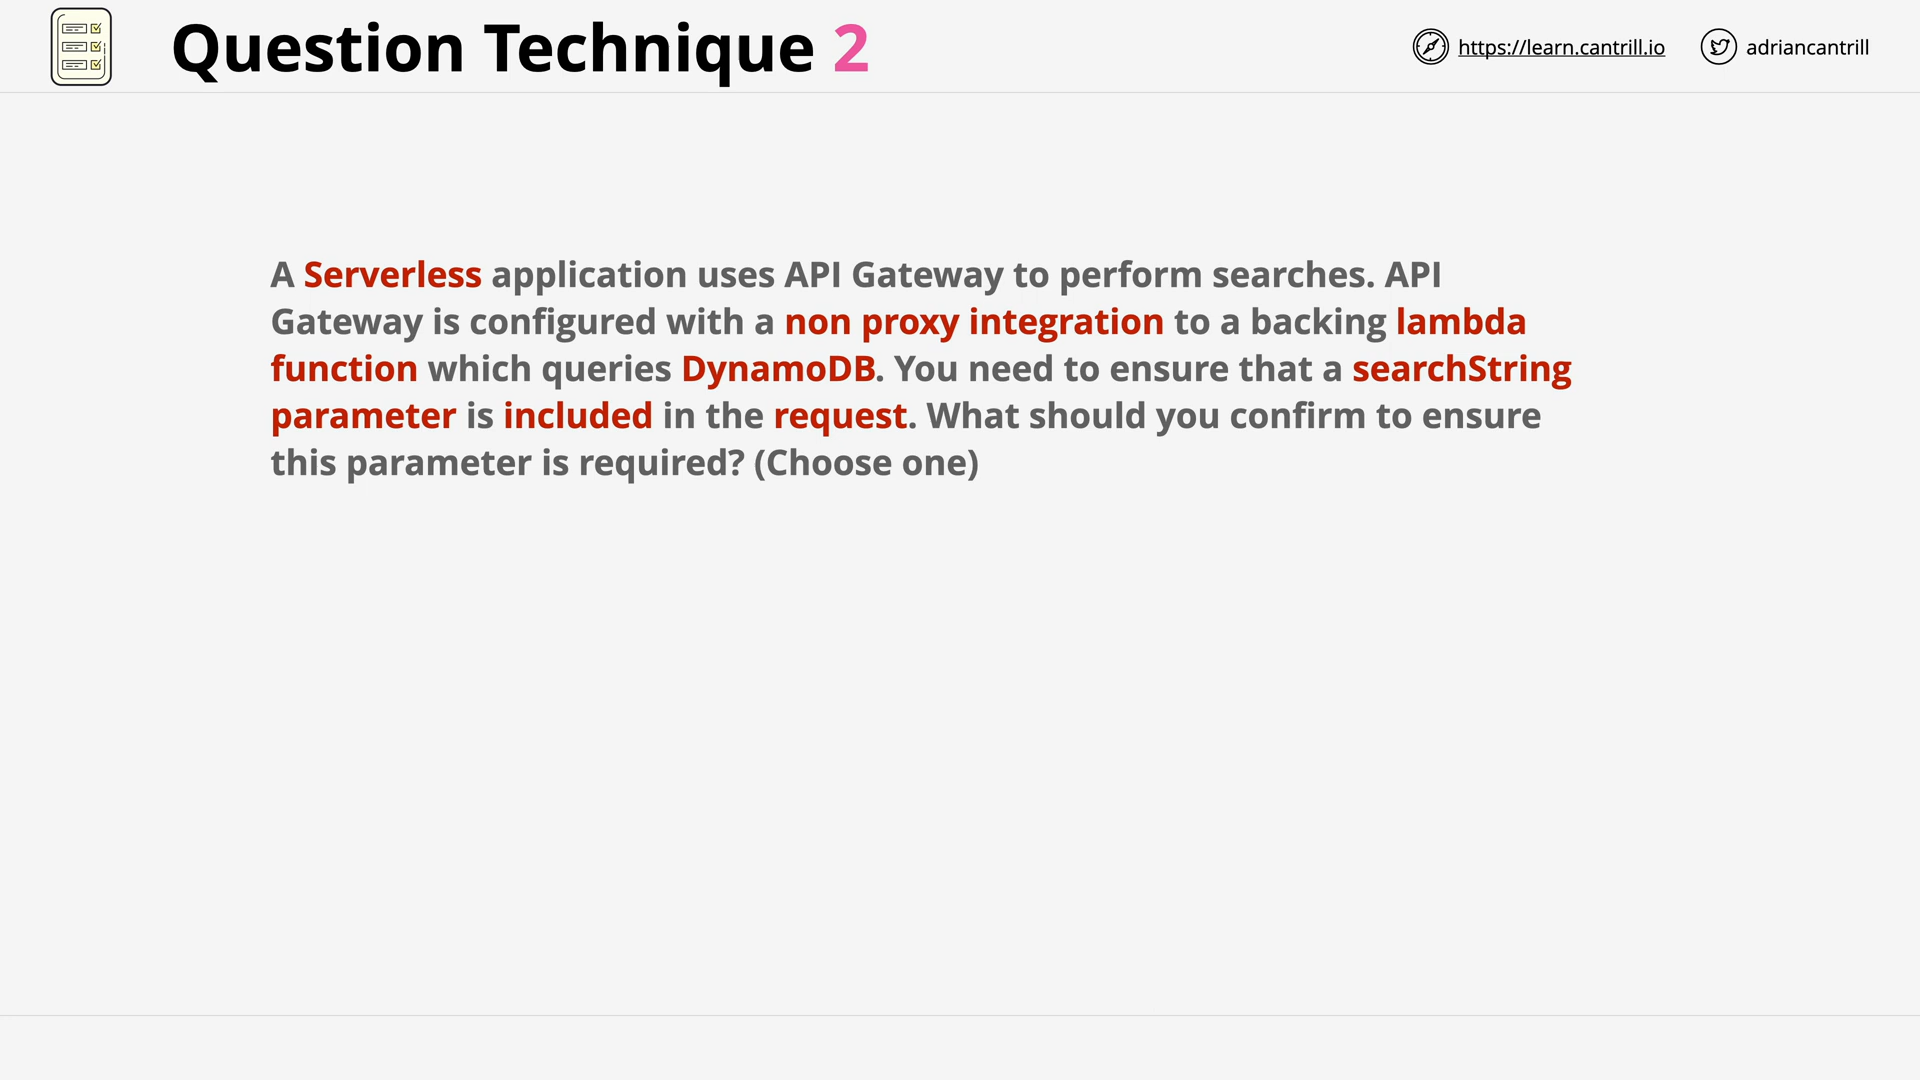 Question Technique 2
https://learn.cantrill.io
adriancantrill
A Serverless application uses API Gateway to perform searches. API
Gateway is configured with a non proxy integration to a backing lambda
function which queries DynamoDB. You need to ensure that a searchString
parameter is included in the request. What should you confirm to ensure
this parameter is required? (Choose one)